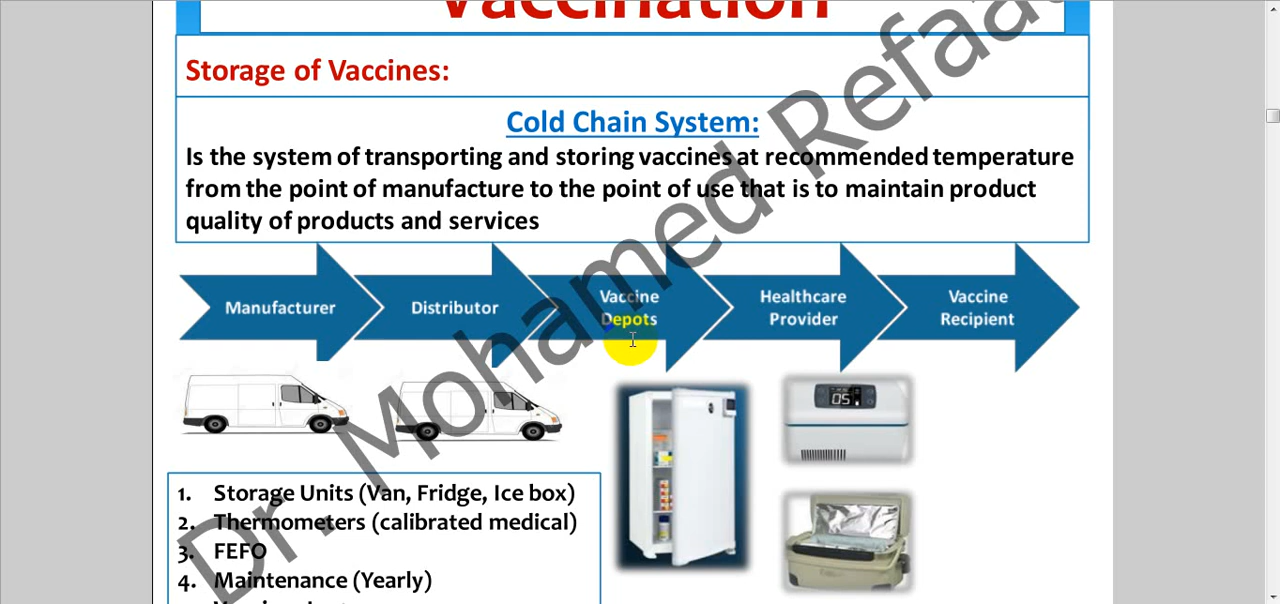 Vaccination
Storage of Vaccines:
Cold Chain System:
Is the system of transporting and storing vaccines at recommended temperature
from the point of manufacture to the point of use that is to maintain product
quality of products and services
Manufacturer
Distributor
Vaccine
Depots
Healthcare
Provider
Vaccine
Recipient
05
1. Storage Units (Van, Fridge, Ice box)
2. Thermometers (calibrated medical)
3. FEFO
4. Maintenance (Yearly)
Dr. Mohamed Refaat